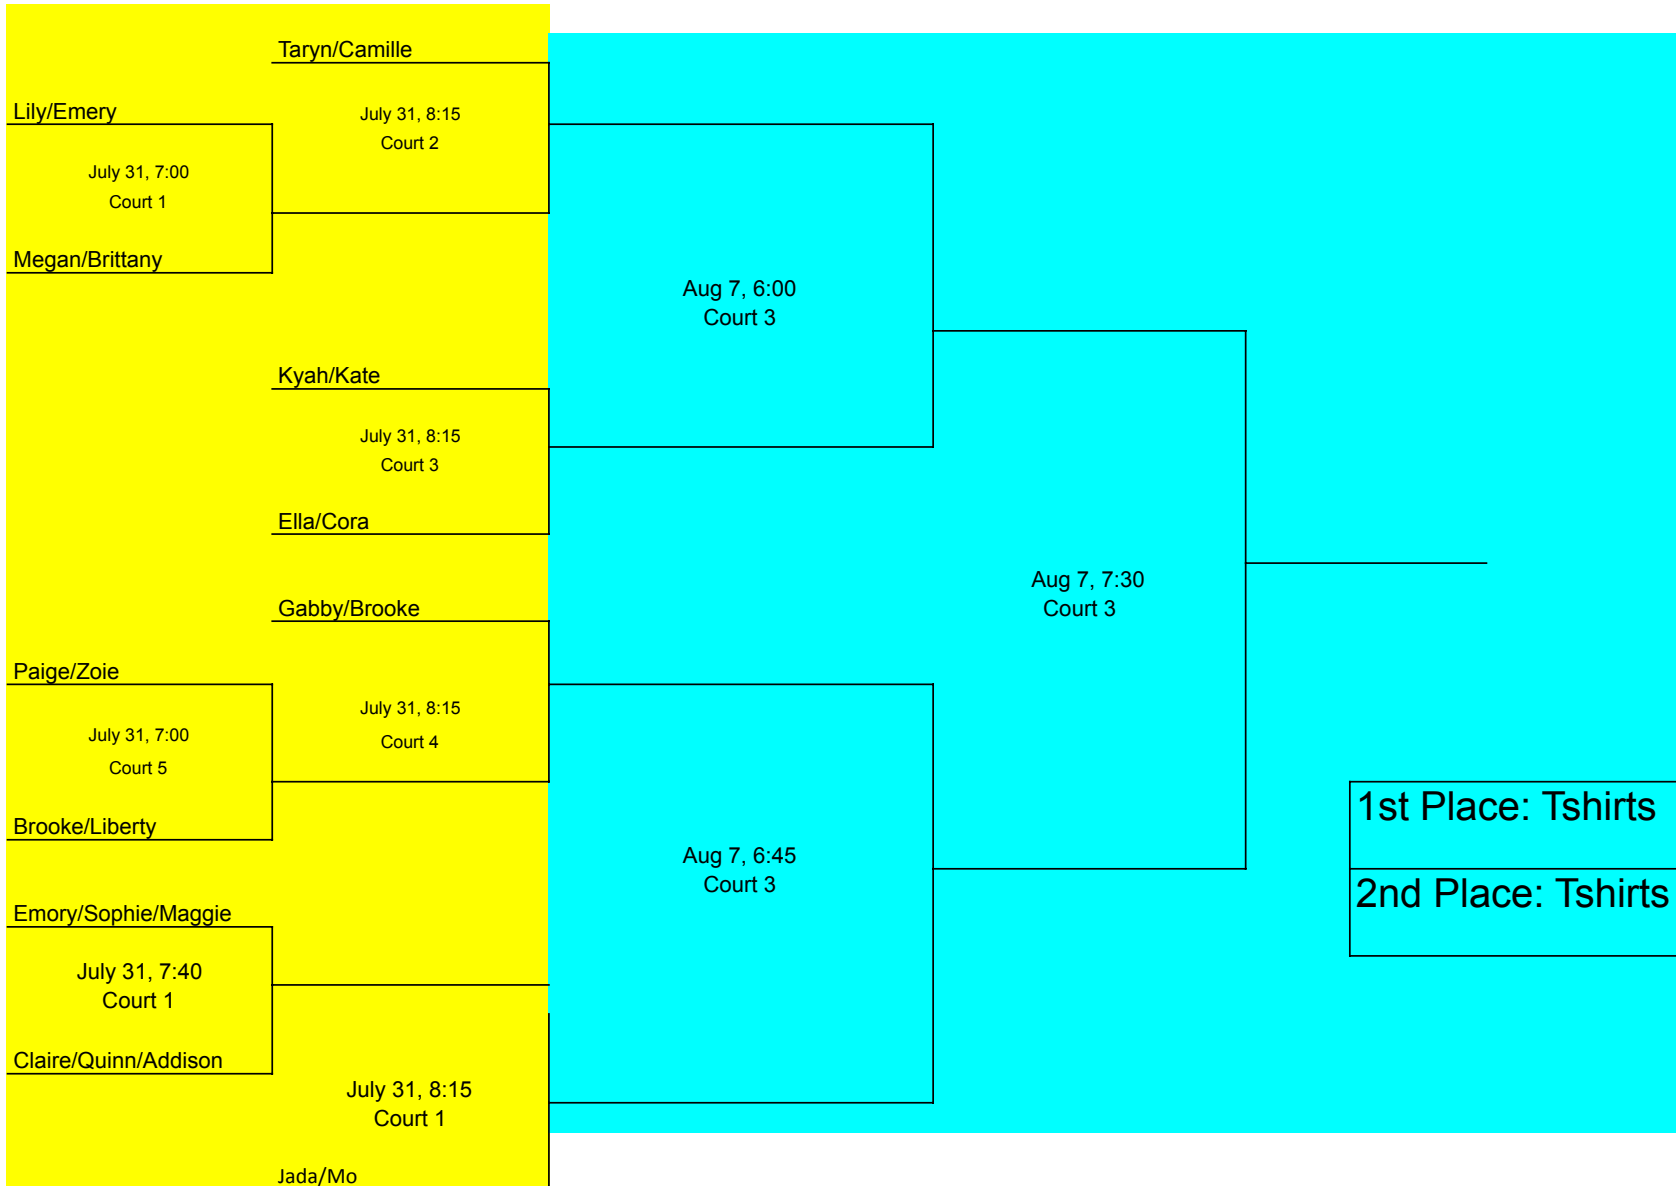 Taryn/Camille
Lily/Emery
July 31, 8:15
Court 2
July 31, 7:00
Court 1
Megan/Brittany
Aug 7, 6:00
Court 3
Kyah/Kate
July 31, 8:15
Court 3
Ella/Cora
Aug 7, 7:30
Court 3
Gabby/Brooke
Paige/Zoie
July 31, 8:15
Court 4
July 31, 7:00
Court 5
Brooke/Liberty
1st Place: Tshirts
2nd Place: Tshirts
Aug 7, 6:45
Court 3
Emory/Sophie/Maggie
July 31, 7:40
Court 1
Claire/Quinn/Addison
July 31, 8:15
Court 1
Jada/Mo